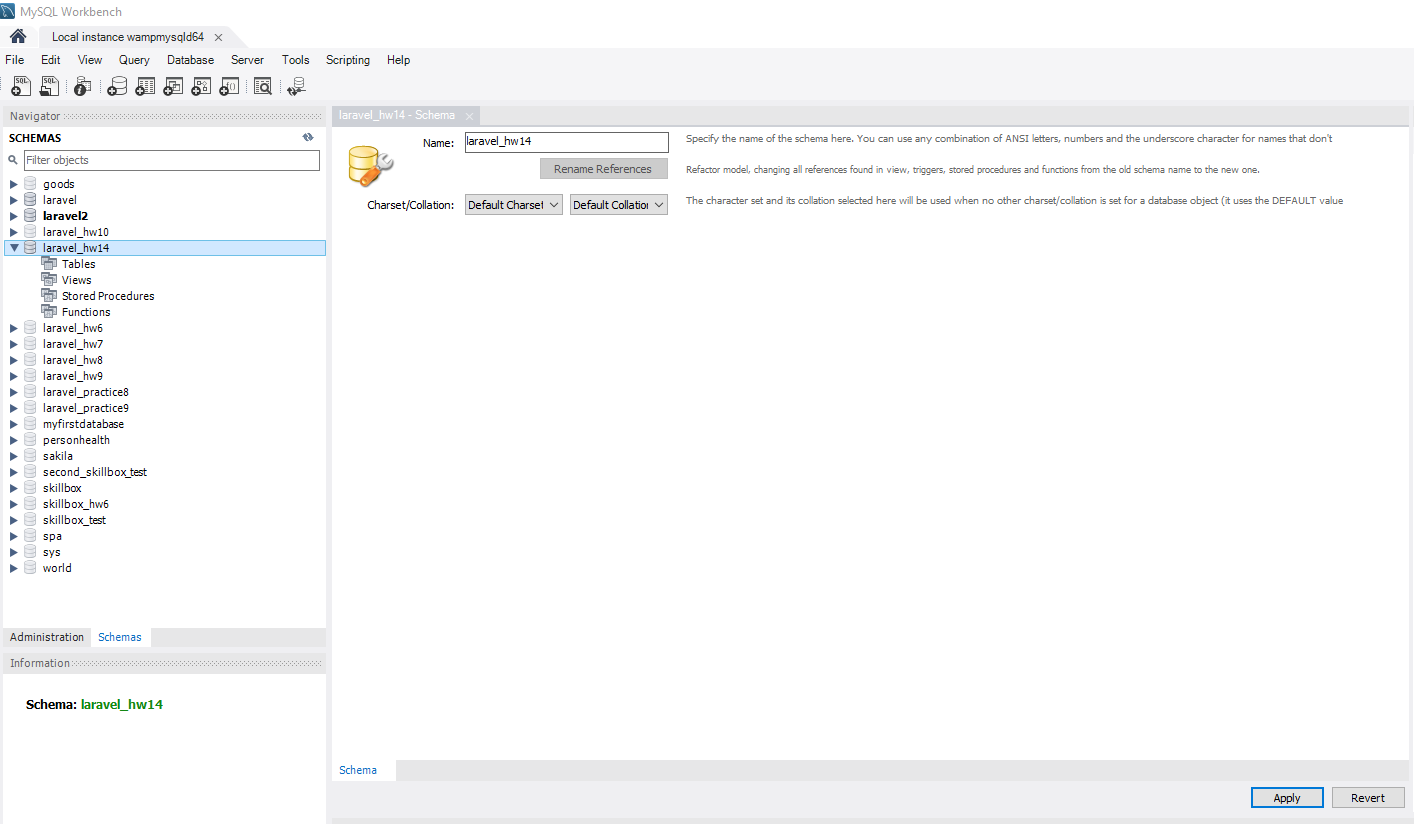 MySQL Workbench
Local instance wampmysqld64
File Edit View Query Database Server Tools Scripting Help
Navigator
SCHEMAS
Filter objects
goods
laravel
laravel2
laravel_hw10
laravel_hw14
Tables
Views
Stored Procedures
Functions
laravel_hw6
laravel_hw7
laravel_hw8
laravel_hw9
laravel_practice8
laravel_practice9
myfirstdatabase
personhealth
sakila
second_skillbox_test
skillbox
skillbox_hw6
skillbox_test
spa
sys
world
Administration Schemas
Information
Schema: laravel_hw14
laravel_hw14 - Schema
Name: laravel_hw14 Specify the name of the schema here. You can use any combination of ANSI letters, numbers and the underscore character for names that don't
Rename References Refactor model, changing all references found in view, triggers, stored procedures and functions from the old schema name to the new one.
Charset/Collation: Default Charset Default Collation The character set and its collation selected here will be used when no other charset/collation is set for a database object (it uses the DEFAULT value
Schema
Apply Revert